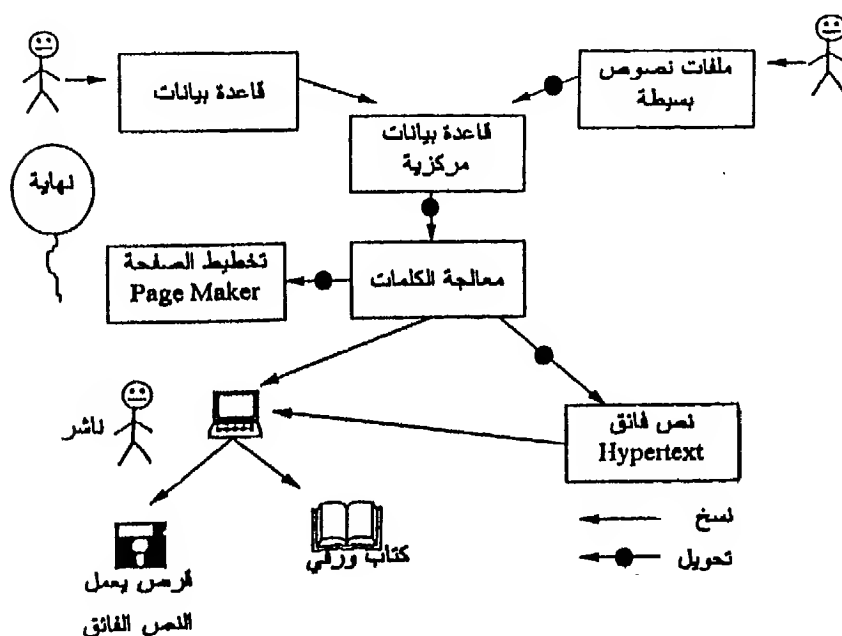 ملفات نصوص
بسيطة
قاعدة بيانات
قاعدة بيانات
مركزية
نهاية
معالجة الكلمات
تخطيط الصفحة
Page Maker
ناشر
نص فائق
Hypertext
نسخ
تحويل
كتاب ورقي
قرص يعمل
النص الفائق